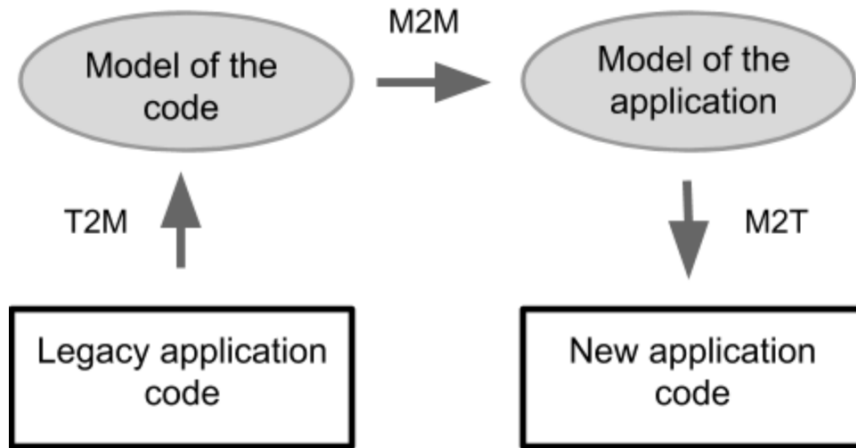 M2M
Model of the
code
Model of the
application
T2M
M2T
Legacy application
code
New application
code